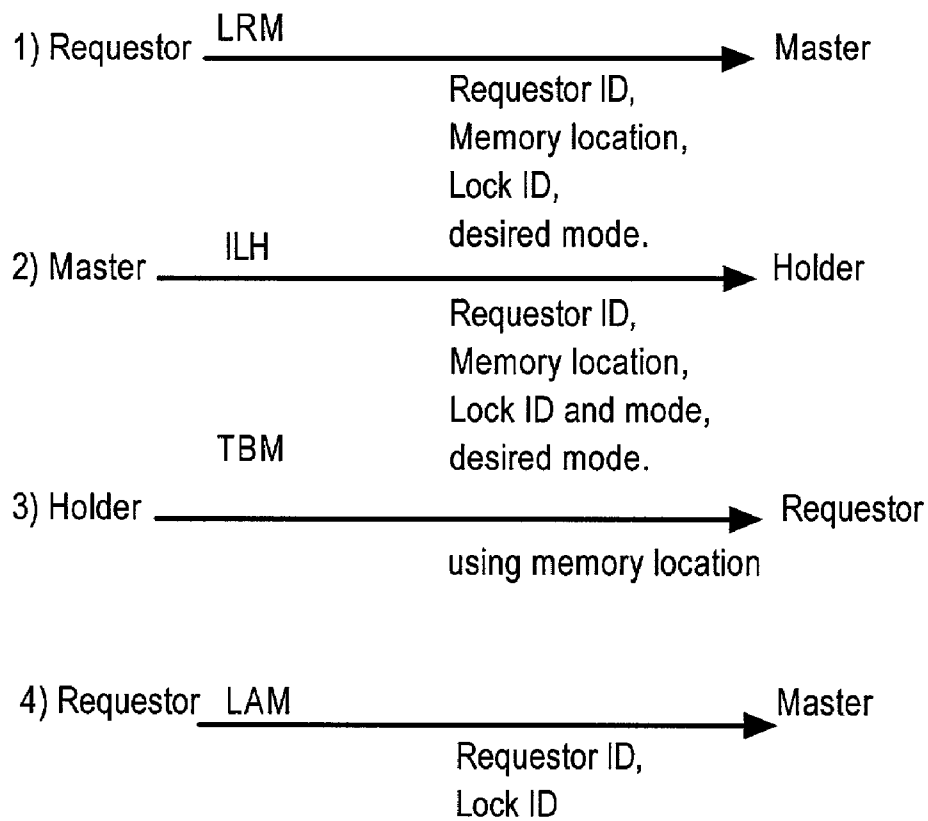 1) Requestor LRM Master
Requestor ID,
Memory location,
Lock ID,
desired mode.
2) Master ILH Holder
Requestor ID,
Memory location,
Lock ID and mode,
desired mode.
TBM
3) Holder Requestor
using memory location
4) Requestor LAM Master
Requestor ID,
Lock ID